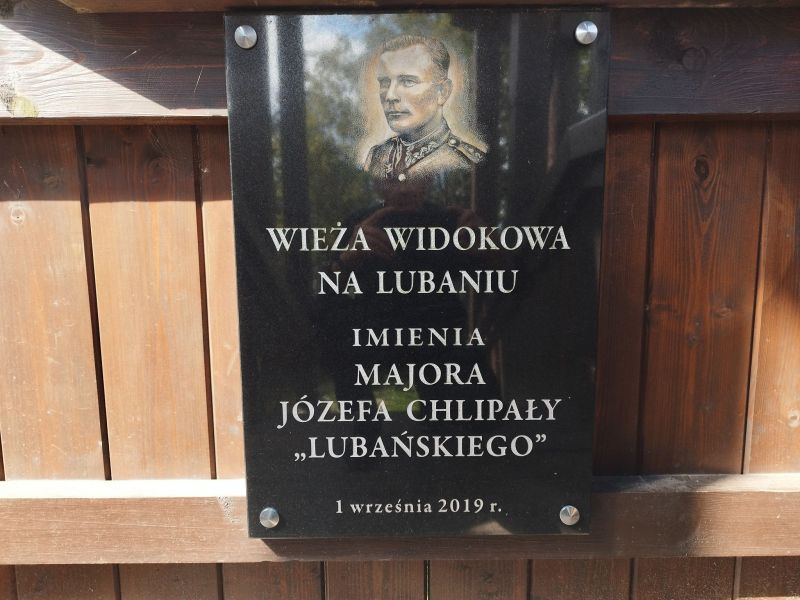 WIEŻA WIDOKOWA
NA LUBANIU
IMIENIA
MAJORA
JÓZEFA CHLIPAŁY
„LUBAŃSKIEGO”
1 września 2019 r.